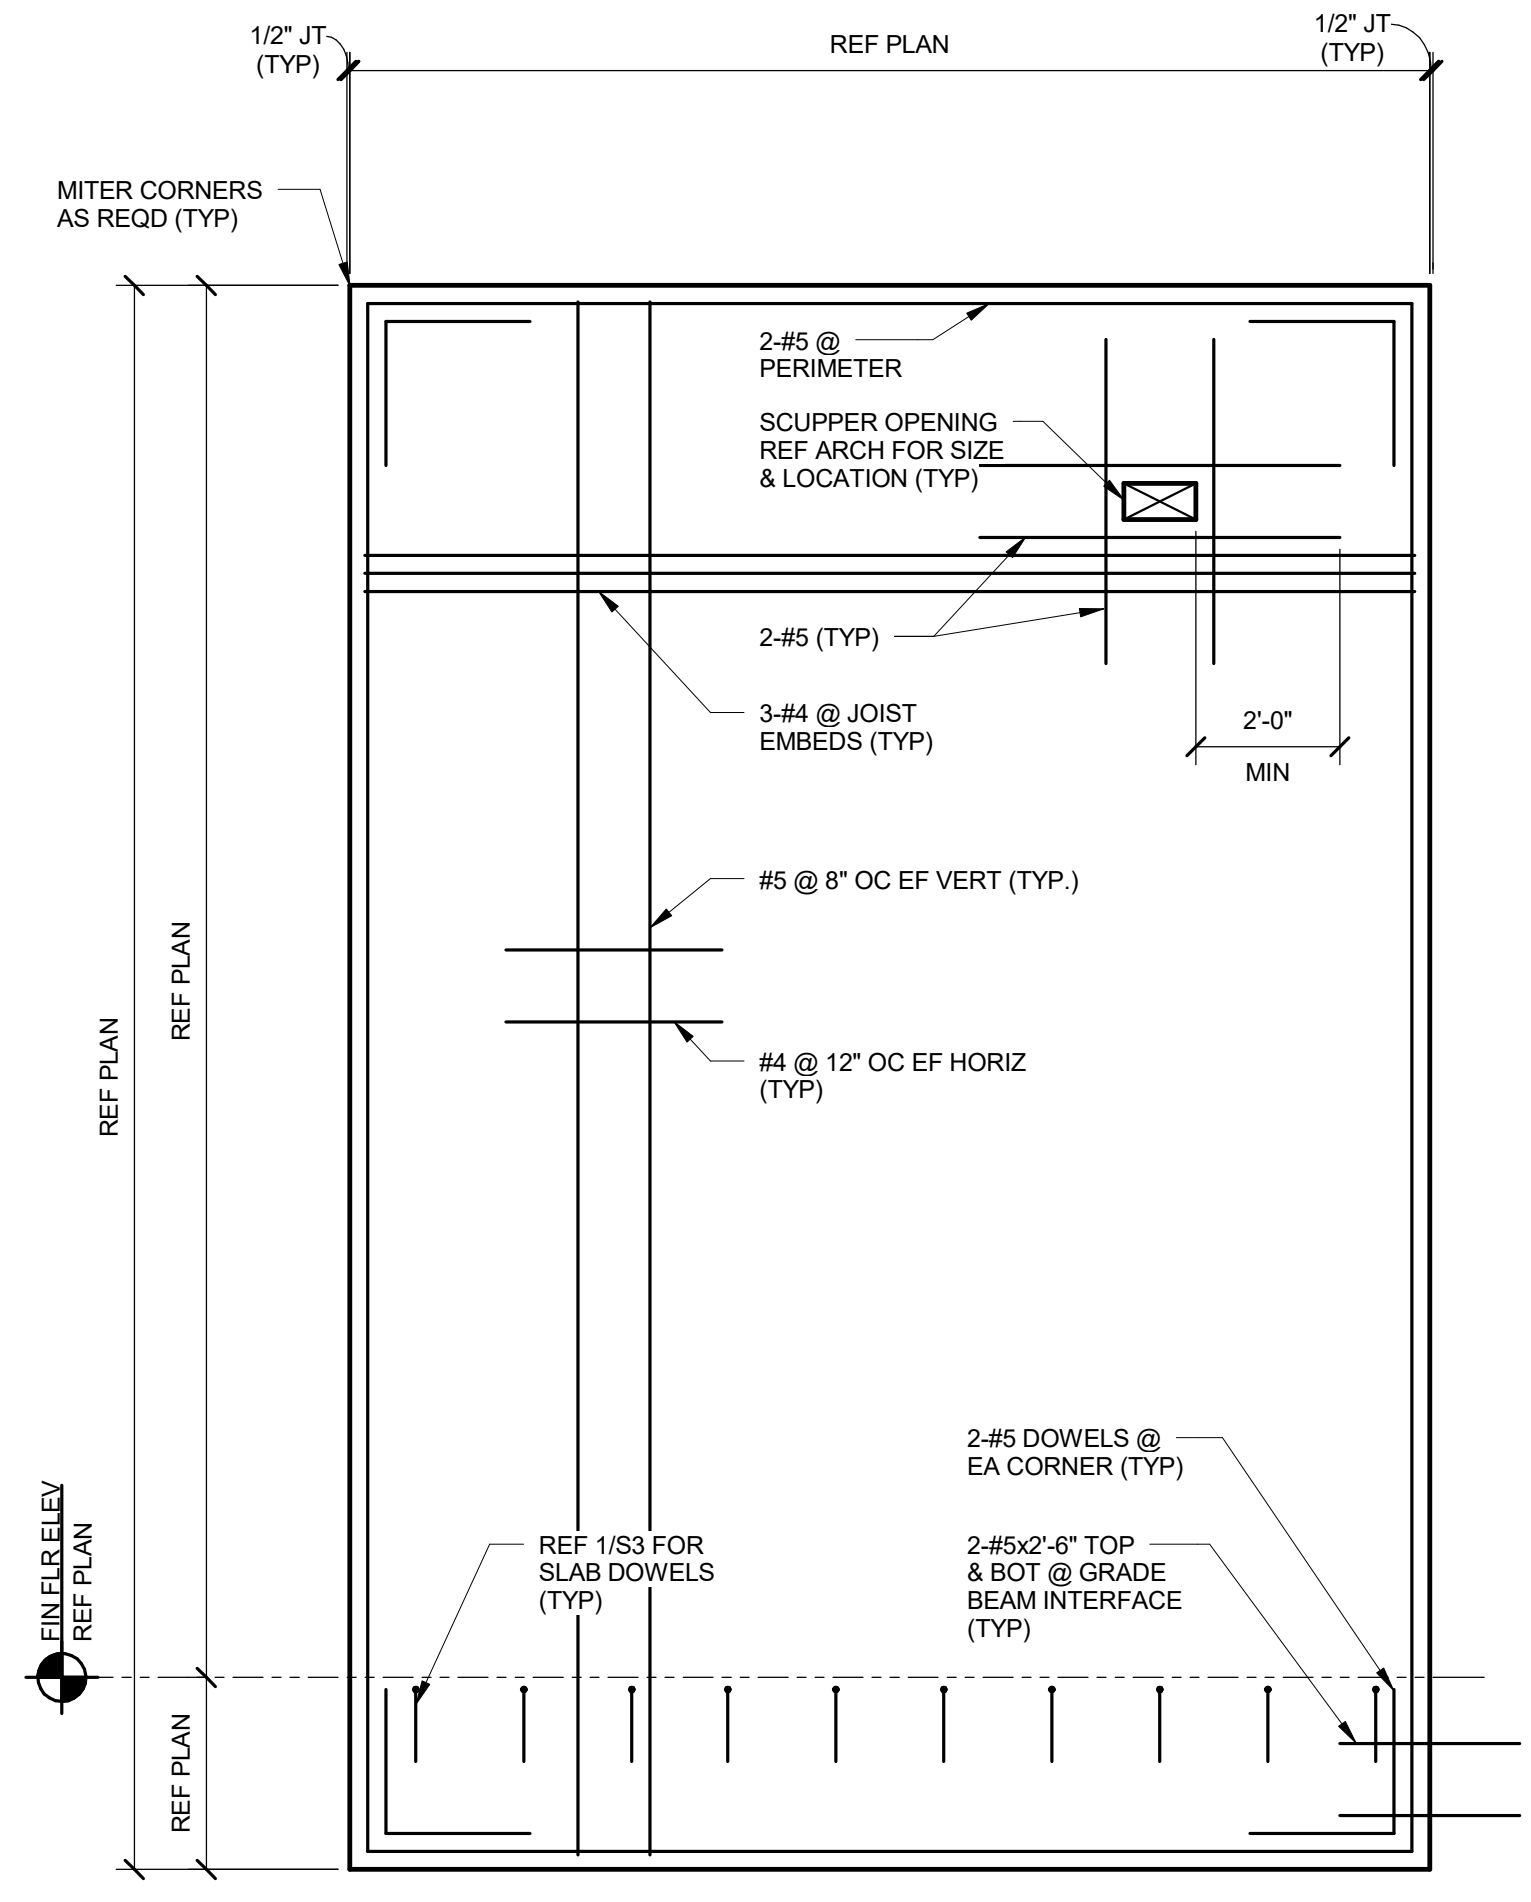 1/2" JT
(TYP)
REF PLAN
1/2" JT
(TYP)
MITER CORNERS
AS REQD (TYP)
2-#5 @
PERIMETER
SCUPPER OPENING
REF ARCH FOR SIZE
& LOCATION (TYP)
2-#5 (TYP)
3-#4 @ JOIST
EMBEDS (TYP)
2'-0"
MIN
#5 @ 8" OC EF VERT (TYP.)
#4 @ 12" OC EF HORIZ
(TYP)
REF PLAN
REF PLAN
2-#5 DOWELS @
EA CORNER (TYP)
REF 1/S3 FOR
SLAB DOWELS
(TYP)
2-#5x2'-6" TOP
& BOT @ GRADE
BEAM INTERFACE
(TYP)
FIN FLR ELEV
REF PLAN
REF PLAN